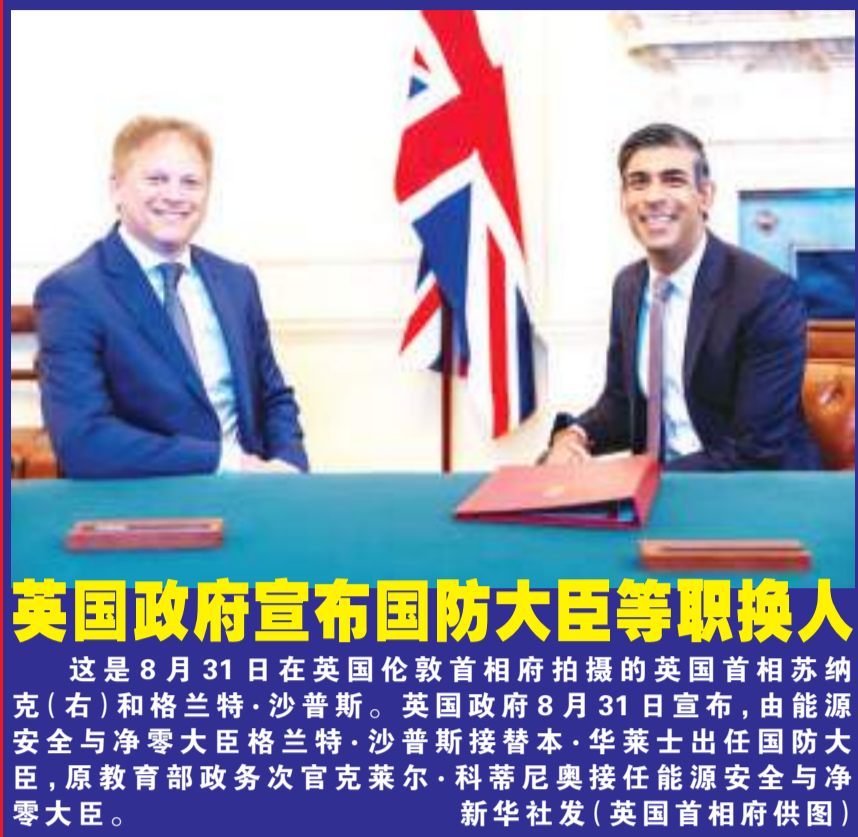 英国政府宣布国防大臣等职换人
这是8月31日在英国伦敦首相府拍摄的英国首相苏纳
克(右)和格兰特·沙普斯。英国政府8月31日宣布,由能源
安全与净零大臣格兰特·沙普斯接替本·华莱士出任国防大
臣,原教育部政务次官克莱尔·科蒂尼奥接任能源安全与净
零大臣。 新华社发(英国首相府供图)